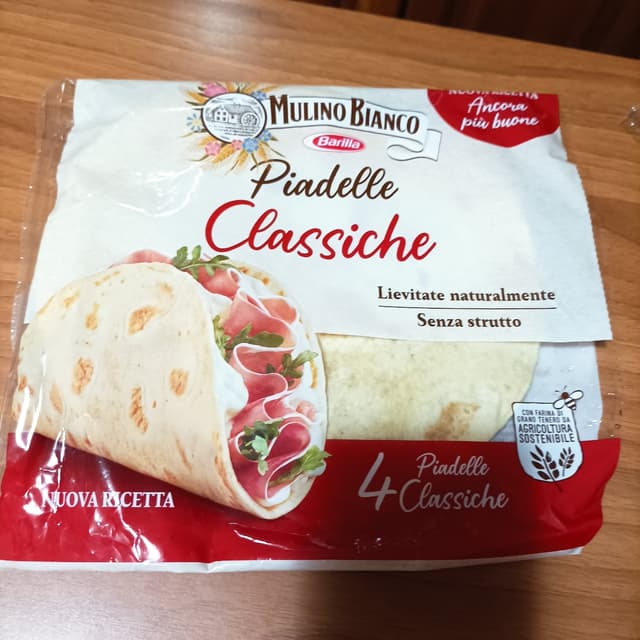 MULINO BIANCO
Barilla
NUOVA RICETTA
Ancora
più buone
Piadelle
Classiche
Lievitate naturalmente
Senza strutto
CON FARINA DI
GRANO TENERO DA
AGRICOLTURA
SOSTENIBILE
4 Piadelle
Classiche
NUOVA RICETTA